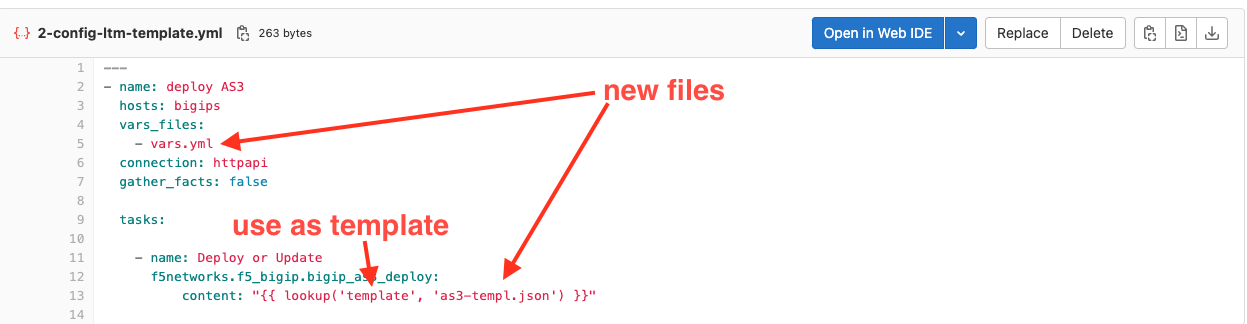 {..} 2-config-ltm-template.yml 263 bytes Open in Web IDE Replace Delete
1 ---
2 - name: deploy AS3
new files
3 hosts: bigips
4 vars_files:
5 - vars.yml
6 connection: httpapi
7 gather_facts: false
8
9 tasks:
use as template
10
11 - name: Deploy or Update
12 f5networks.f5_bigip.bigip_as3_deploy:
13 content: "{{ lookup('template', 'as3-templ.json') }}"
14